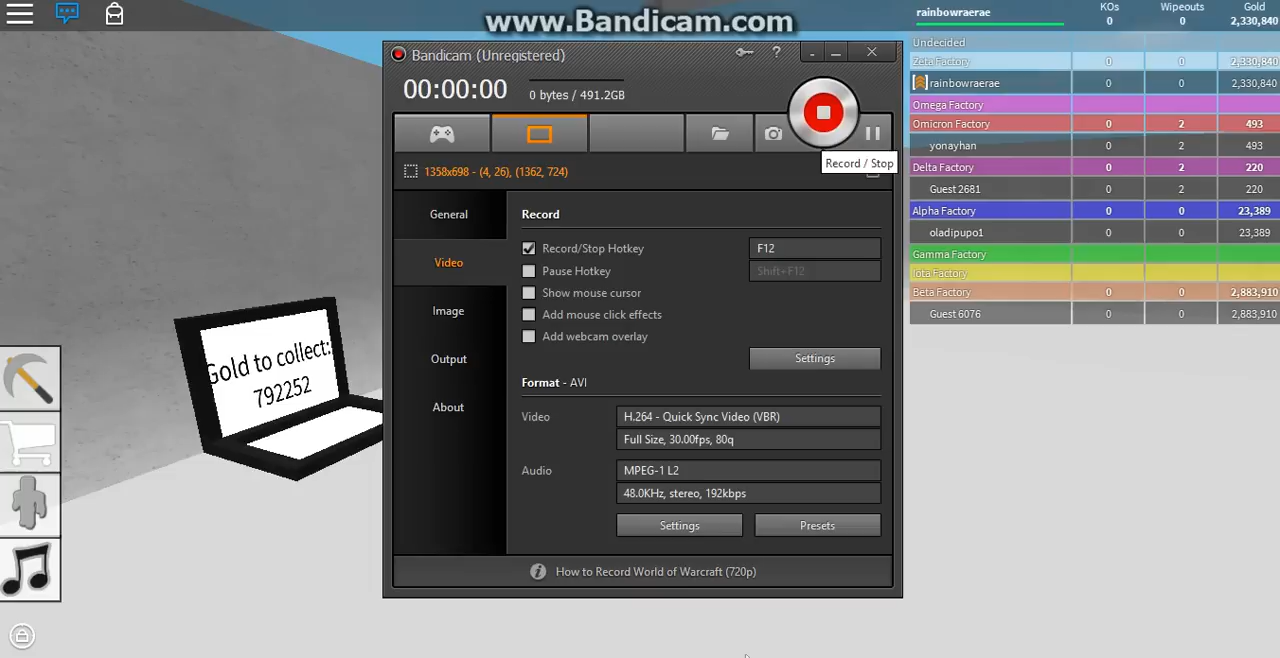 www.Bandicam.com
rainbowraerae
KOs Wipeouts Gold
0 0 2,330,840
Undecided
Zeta Factory 0 0 2,330,840
rainbowraerae 0 0 2,330,840
Omega Factory
Omicron Factory 0 2 493
yonayhan 0 2 493
Delta Factory 0 2 220
Guest 2681 0 2 220
Alpha Factory 0 0 23,389
oladipupo1 0 0 23,389
Gamma Factory
Iota Factory
Beta Factory 0 0 2,883,910
Guest 6076 0 0 2,883,910
Gold to collect:
792252
Bandicam (Unregistered)
?
00:00:00 0 bytes / 491.2GB
Record / Stop
1358x698 - (4, 26), (1362, 724)
General
Video
Image
Output
About
Record
Record/Stop Hotkey F12
Pause Hotkey Shift+F12
Show mouse cursor
Add mouse click effects
Add webcam overlay
Settings
Format - AVI
Video H.264 - Quick Sync Video (VBR)
Full Size, 30.00fps, 80q
Audio MPEG-1 L2
48.0KHz, stereo, 192kbps
Settings Presets
How to Record World of Warcraft (720p)